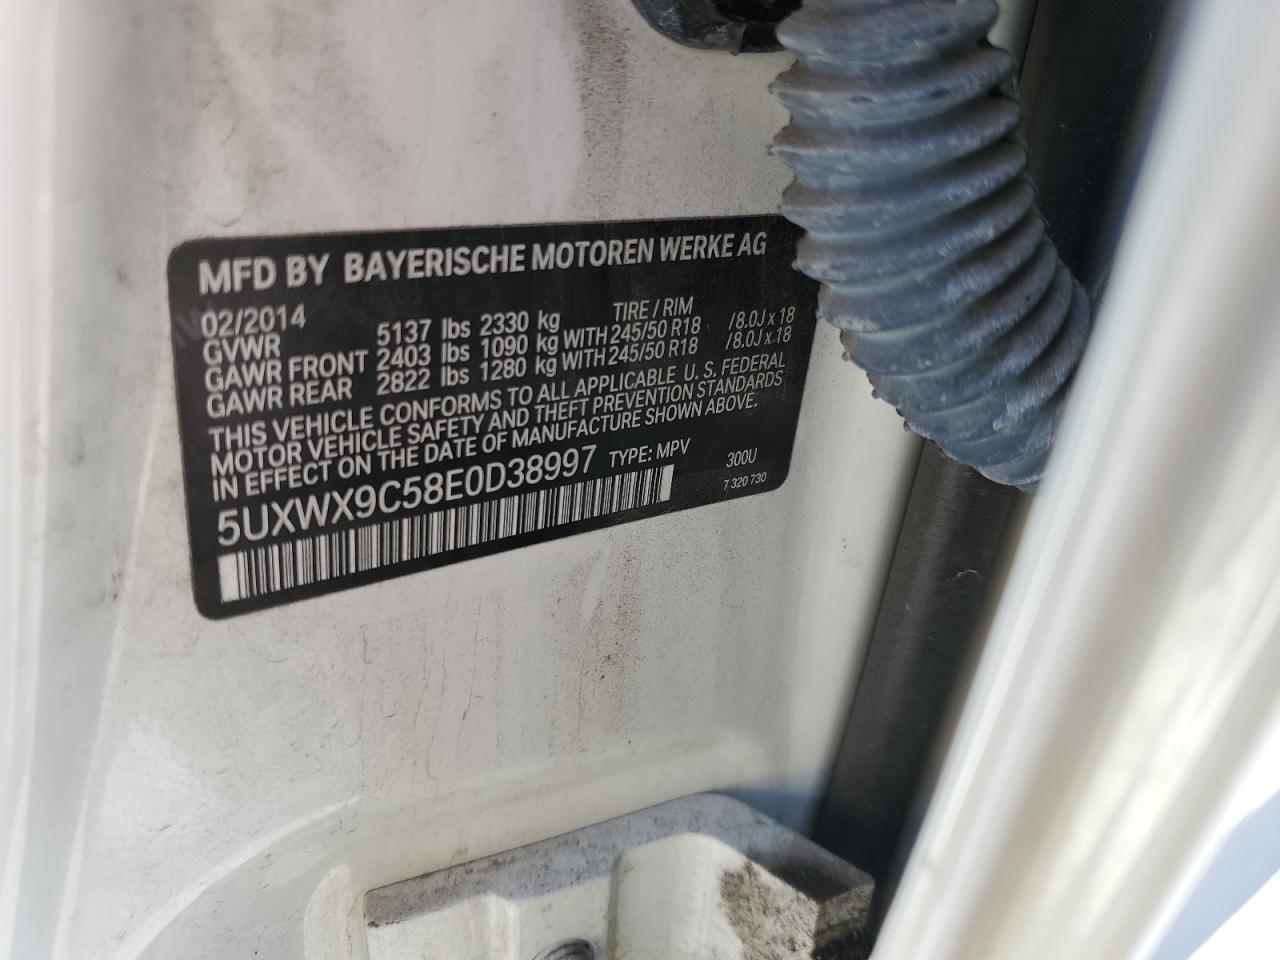 MFD BY BAYERISCHE MOTOREN WERKE AG
02/2014 TIRE / RIM
GVWR 5137 lbs 2330 kg
GAWR FRONT 2403 lbs 1090 kg WITH 245/50 R18 /8.0J x 18
GAWR REAR 2822 lbs 1280 kg WITH 245/50 R18 /8.0J x 18
THIS VEHICLE CONFORMS TO ALL APPLICABLE U. S. FEDERAL
MOTOR VEHICLE SAFETY AND THEFT PREVENTION STANDARDS
IN EFFECT ON THE DATE OF MANUFACTURE SHOWN ABOVE.
5UXWX9C58E0D38997 TYPE: MPV 300U
7 320 730